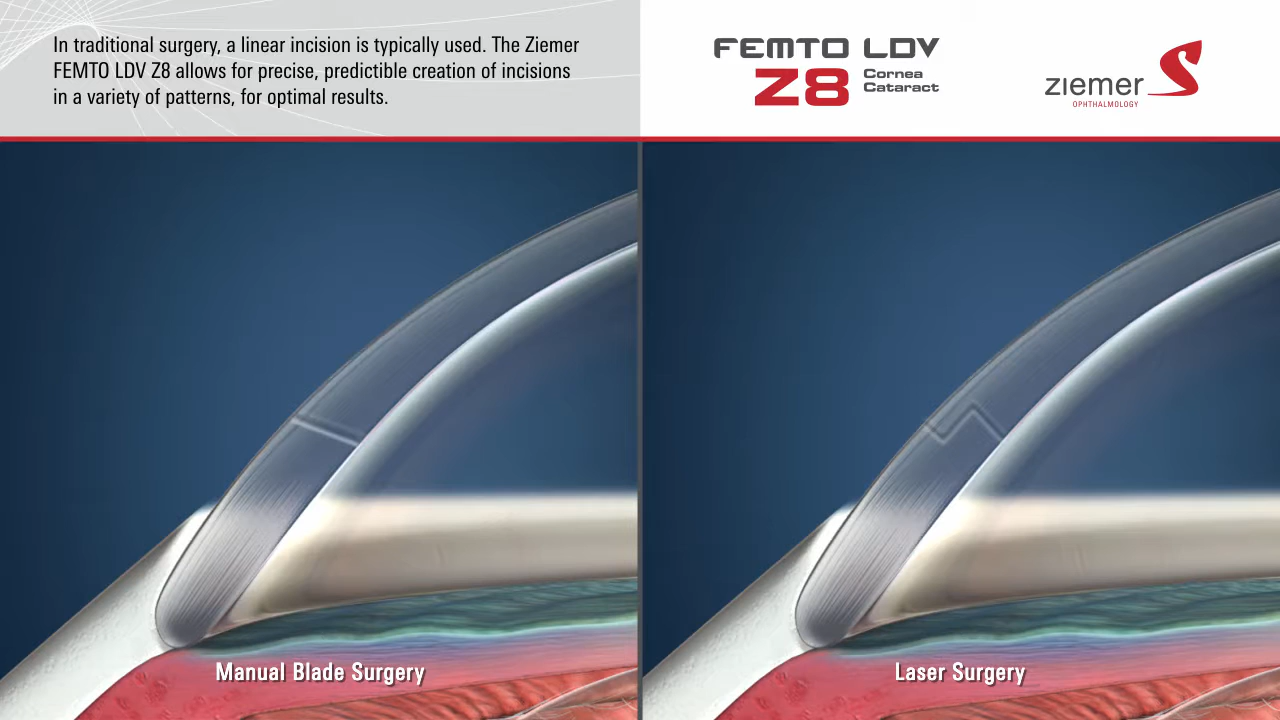 In traditional surgery, a linear incision is typically used. The Ziemer
FEMTO LDV Z8 allows for precise, predictible creation of incisions
in a variety of patterns, for optimal results.
FEMTO LDV
Z8 Cornea
Cataract
ziemer
OPHTHALMOLOGY
Manual Blade Surgery
Laser Surgery